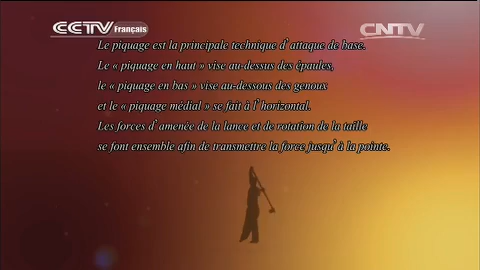 CCTV Français
CNTV
Le piquage est la principale technique d'attaque de base.
Le « piquage en haut » vise au-dessus des épaules,
le « piquage en bas » vise au-dessous des genoux
et le « piquage médial » se fait à l'horizontal.
Les forces d'amenée de la lance et de rotation de la taille
se font ensemble afin de transmettre la force jusqu'à la pointe.